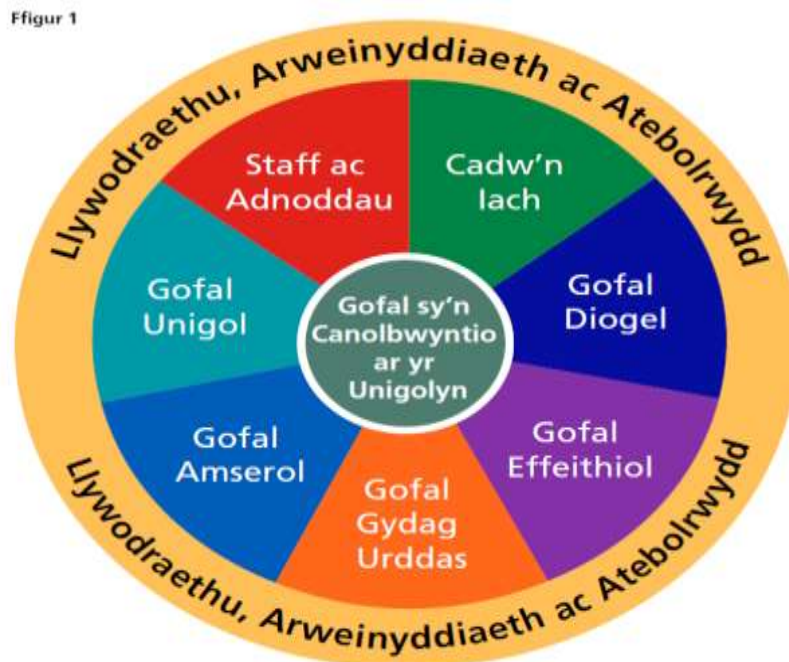 Ffigur 1
Llywodraethu, Arweinyddiaeth ac Atebolrwydd
Staff ac
Adnoddau
Cadw'n
Iach
Gofal
Unigol
Gofal
Diogel
Gofal sy'n
Canolbwyntio
ar yr
Unigolyn
Gofal
Amserol
Gofal
Effeithiol
Gofal
Gydag
Urddas
Llywodraethu, Arweinyddiaeth ac Atebolrwydd